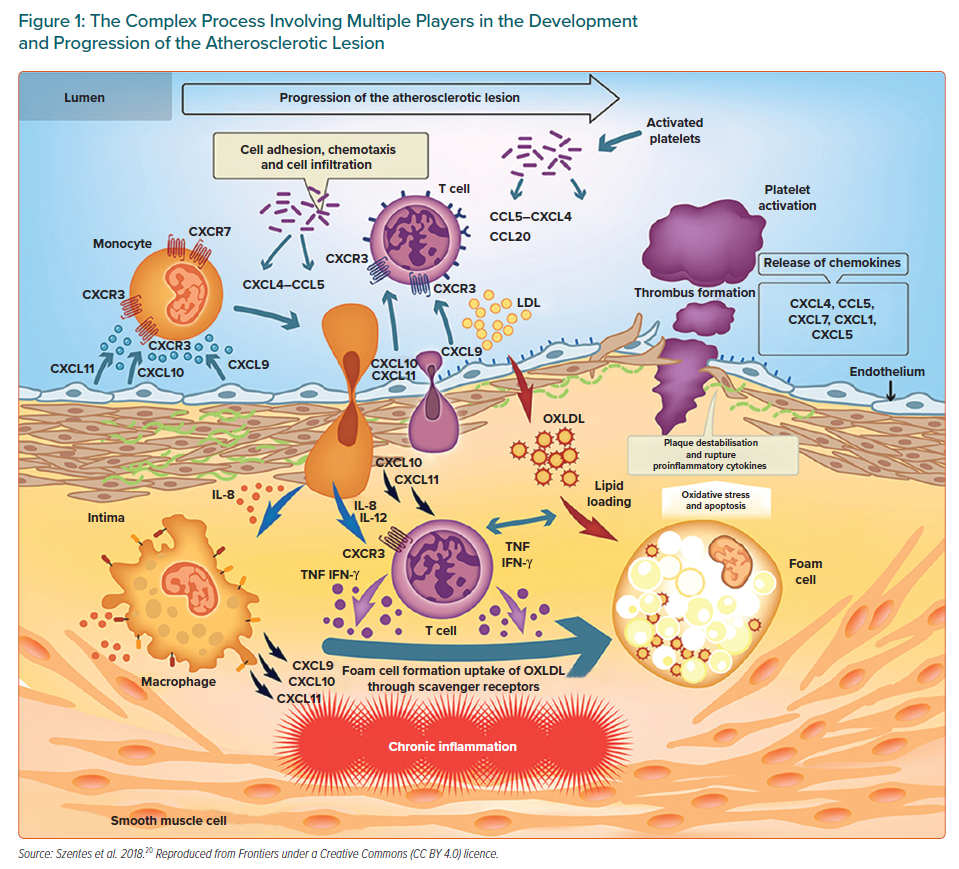 Figure 1: The Complex Process Involving Multiple Players in the Development
and Progression of the Atherosclerotic Lesion
Lumen
Progression of the atherosclerotic lesion
Activated
platelets
Cell adhesion, chemotaxis
and cell infiltration
T cell
Platelet
activation
CCL5–CXCL4
CCL20
CXCR7
Monocyte
CXCR3
Release of chemokines
CXCL4–CCL5
CXCR3
CXCR3
Thrombus formation
LDL
CXCL4, CCL5,
CXCL7, CXCL1,
CXCL5
CXCR3
CXCL9
CXCL11
CXCL10
CXCL9
CXCL10
CXCL11
Endothelium
OXLDL
Plaque destabilisation
and rupture
proinflammatory cytokines
CXCL10
CXCL11
Lipid
loading
IL-8
Oxidative stress
and apoptosis
IL-8
IL-12
Intima
CXCR3
TNF
IFN-γ
Foam
cell
TNF IFN-γ
T cell
CXCL9
CXCL10
CXCL11
Foam cell formation uptake of OXLDL
through scavenger receptors
Macrophage
Chronic inflammation
Smooth muscle cell
Source: Szentes et al. 2018.20 Reproduced from Frontiers under a Creative Commons (CC BY 4.0) licence.